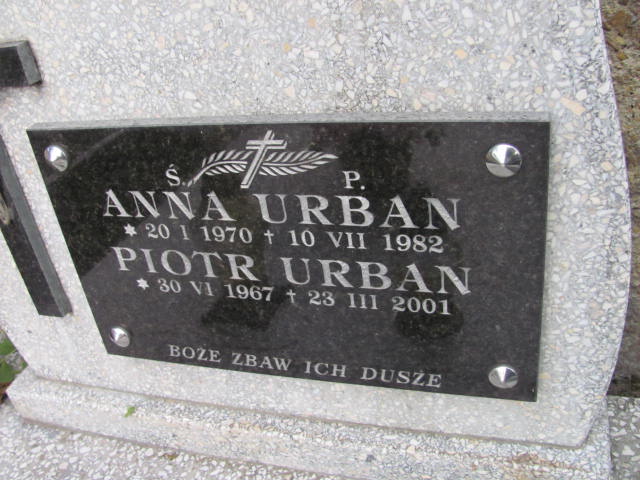 Ś. P.
ANNA URBAN
* 20 I 1970 + 10 VII 1982
PIOTR URBAN
* 30 VI 1967 + 23 III 2001
BOŻE ZBAW ICH DUSZE